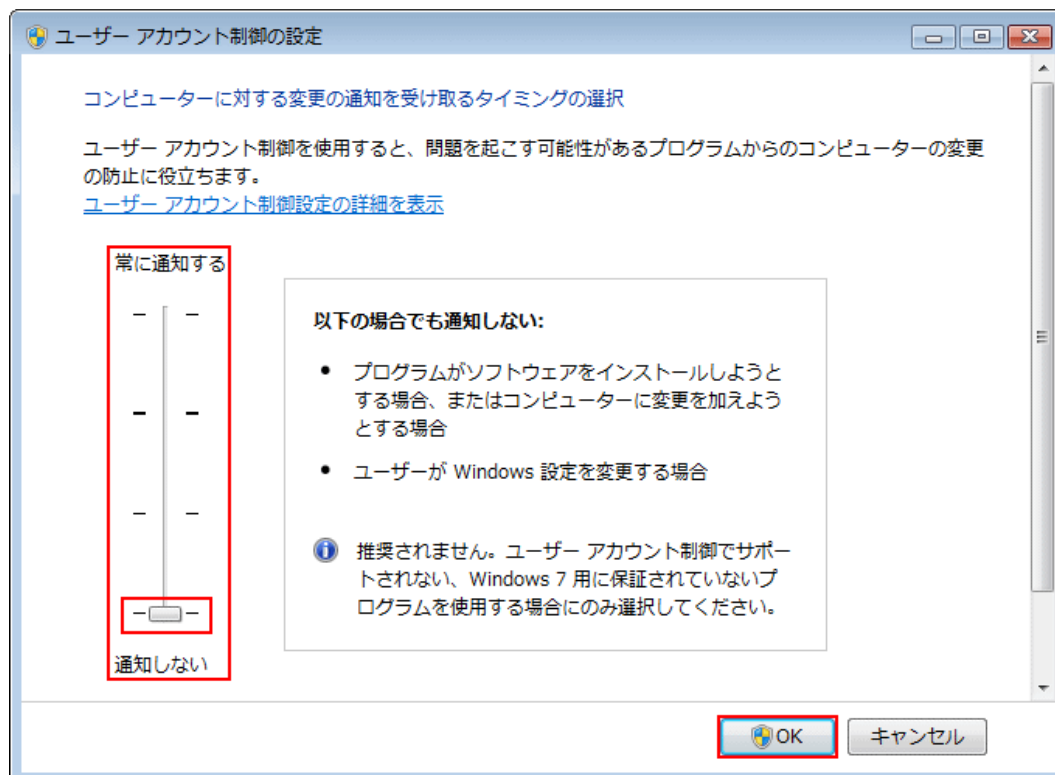 ユーザー アカウント制御の設定
コンピューターに対する変更の通知を受け取るタイミングの選択
ユーザー アカウント制御を使用すると、問題を起こす可能性があるプログラムからのコンピューターの変更
の防止に役立ちます。
ユーザー アカウント制御設定の詳細を表示
常に通知する
以下の場合でも通知しない:
• プログラムがソフトウェアをインストールしようと
する場合、またはコンピューターに変更を加えよう
とする場合
• ユーザーが Windows 設定を変更する場合
推奨されません。ユーザー アカウント制御でサポー
トされない、Windows 7 用に保証されていないプ
ログラムを使用する場合にのみ選択してください。
通知しない
OK
キャンセル